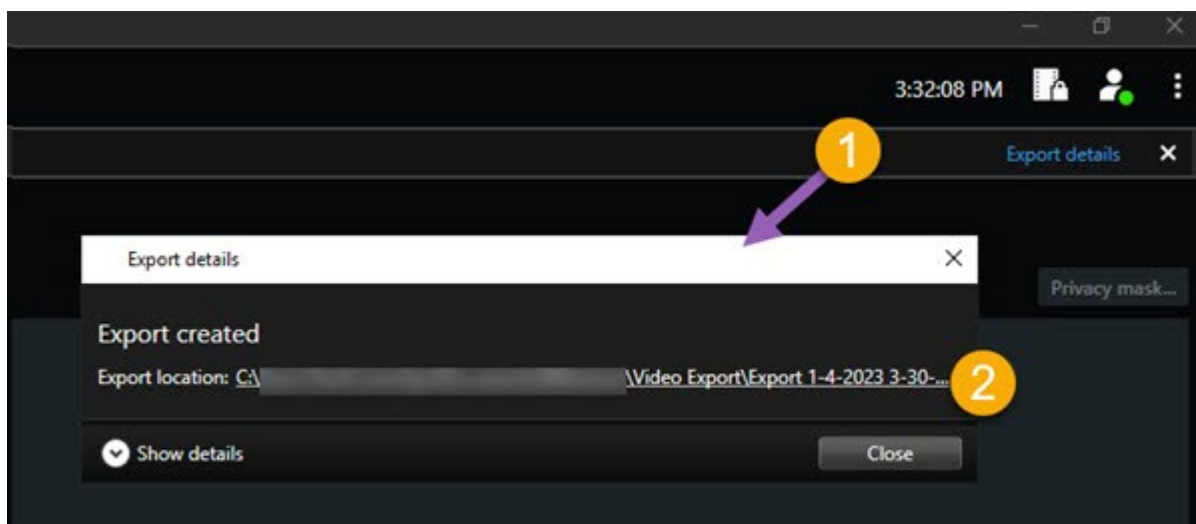 3:32:08 PM
1
Export details
Export details
Privacy mask...
Export created
Export location: C:\ \Video Export\Export 1-4-2023 3-30-...
2
Show details
Close